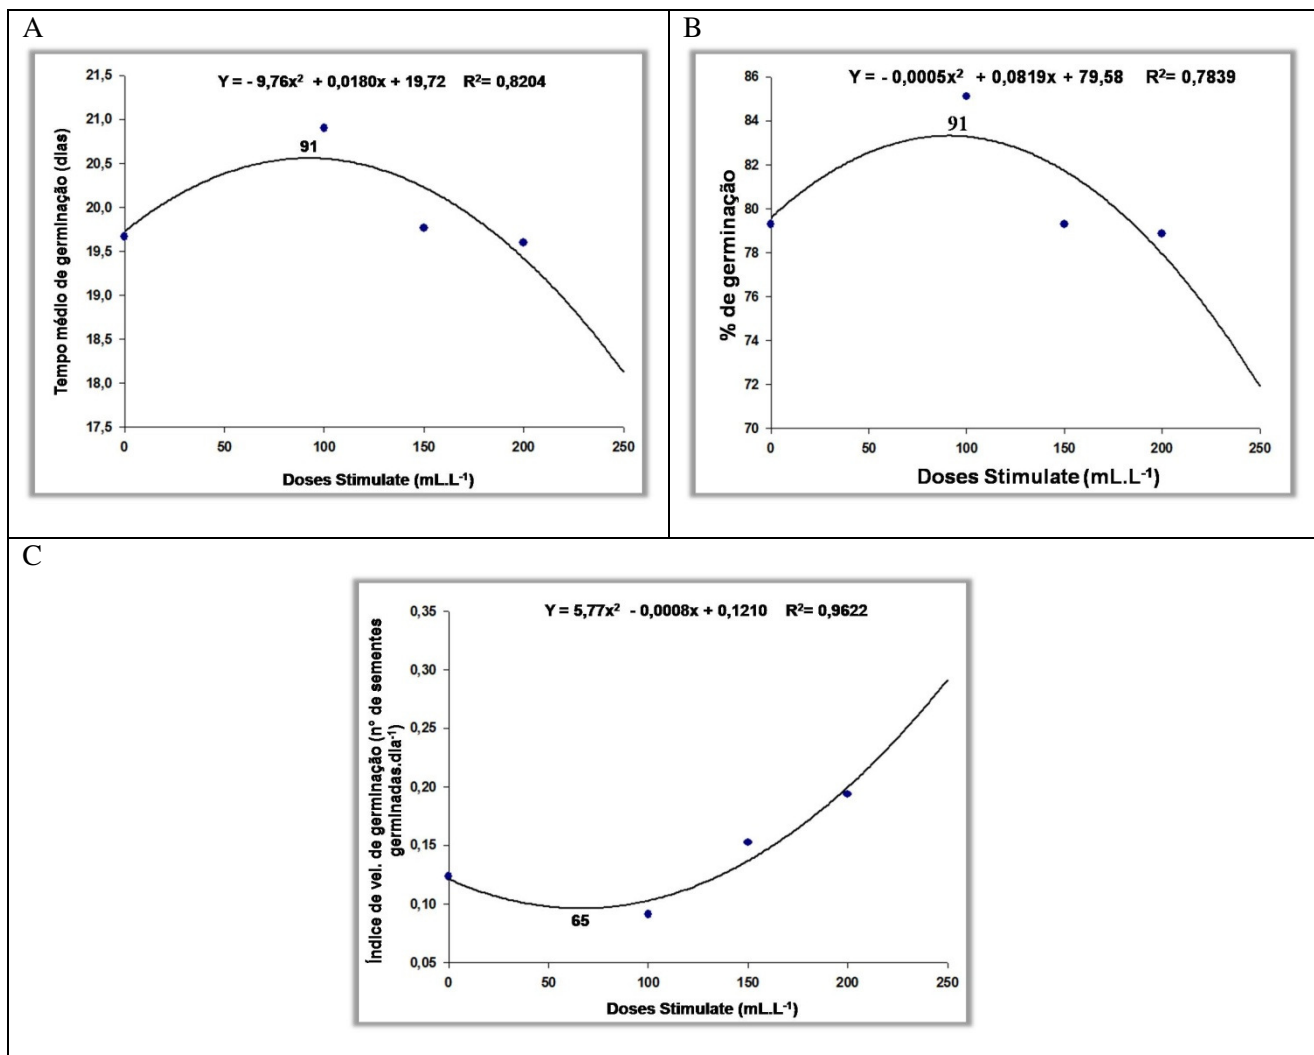 A
Y = - 9,76x² + 0,0180x + 19,72 R²= 0,8204
Tempo médio de germinação (dias)
21,5
21,0
20,5
20,0
19,5
19,0
18,5
18,0
17,5
91
0 50 100 150 200 250
Doses Stimulate (mL.L⁻¹)
B
Y = - 0,0005x² + 0,0819x + 79,58 R²= 0,7839
% de germinação
86
84
82
80
78
76
74
72
70
91
0 50 100 150 200 250
Doses Stimulate (mL.L⁻¹)
C
Y = 5,77x² - 0,0008x + 0,1210 R²= 0,9622
Índice de vel. de germinação (n° de sementes
germinadas.dia⁻¹)
0,35
0,30
0,25
0,20
0,15
0,10
0,05
65
0 50 100 150 200 250
Doses Stimulate (mL.L⁻¹)